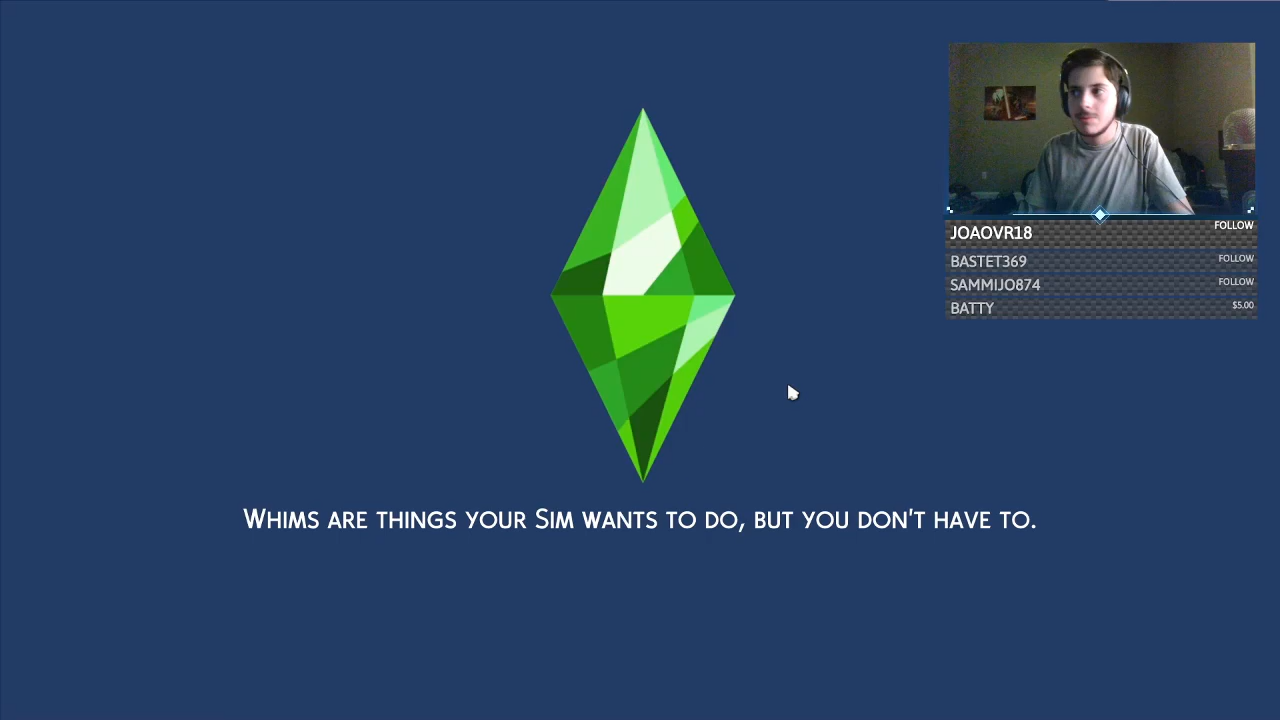 JOAOVR18 FOLLOW
BASTET369 FOLLOW
SAMMIJO874 FOLLOW
BATTY $5.00
WHIMS ARE THINGS YOUR SIM WANTS TO DO, BUT YOU DON'T HAVE TO.